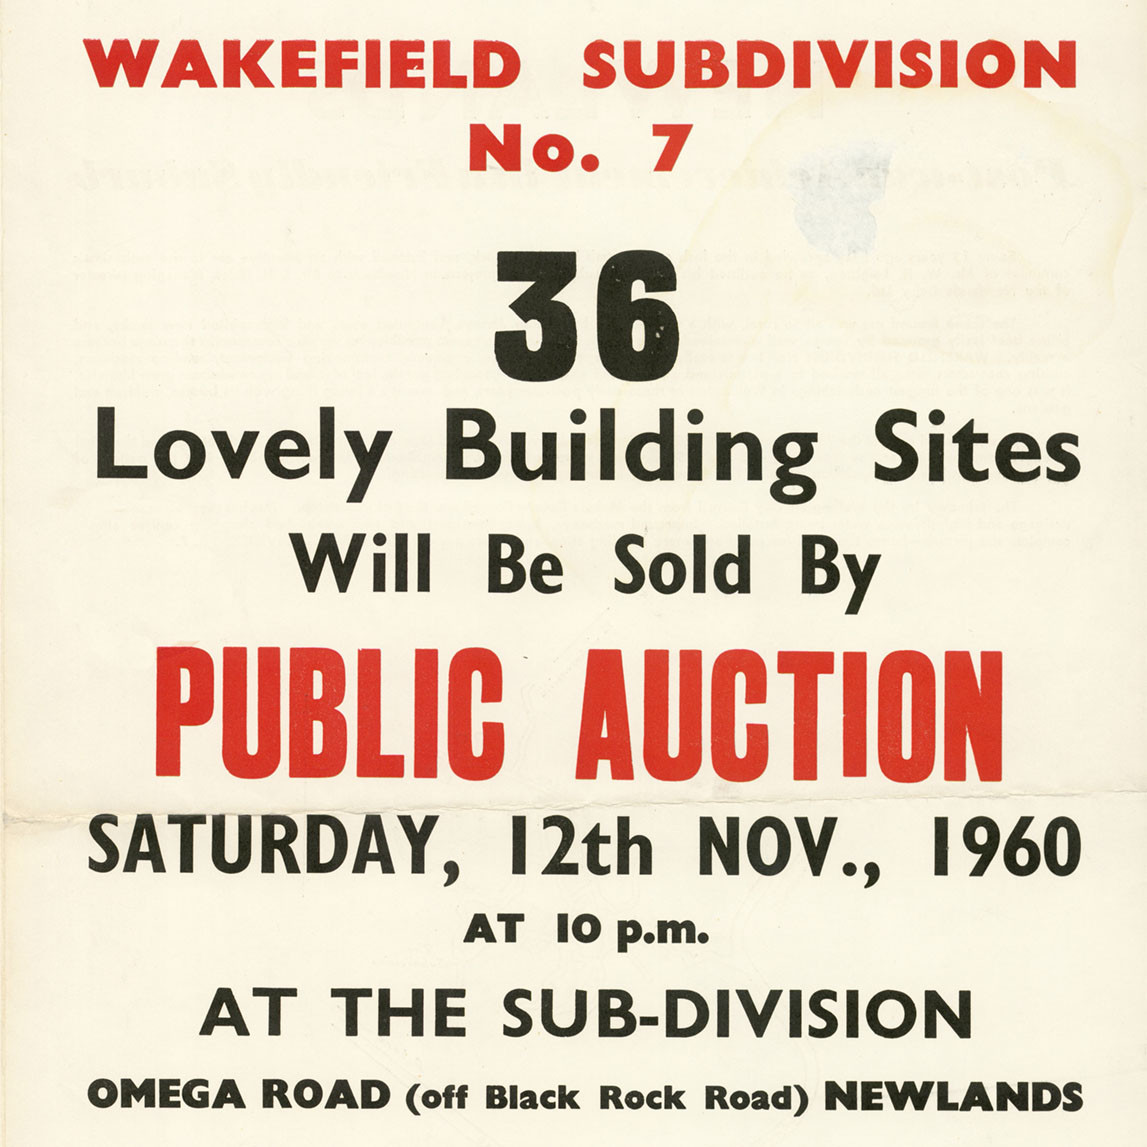 WAKEFIELD SUBDIVISION
No. 7
36
Lovely Building Sites
Will Be Sold By
PUBLIC AUCTION
SATURDAY, 12th NOV., 1960
AT 10 p.m.
AT THE SUB-DIVISION
OMEGA ROAD (off Black Rock Road) NEWLANDS